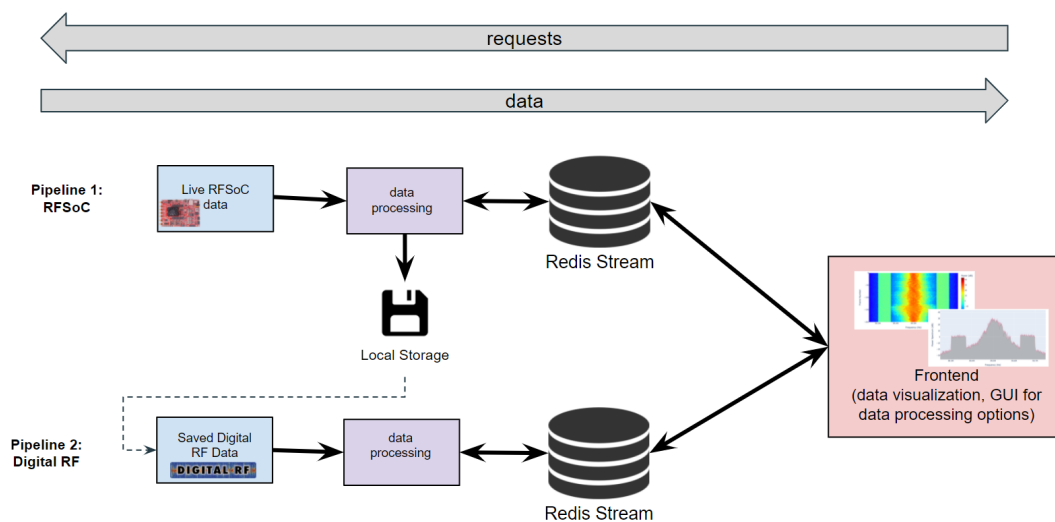 requests
data
Pipeline 1:
RFSoC
Live RFSoC
data
data
processing
Redis Stream
Local Storage
Frontend
(data visualization, GUI for
data processing options)
Pipeline 2:
Digital RF
Saved Digital
RF Data
DIGITAL RF
data
processing
Redis Stream